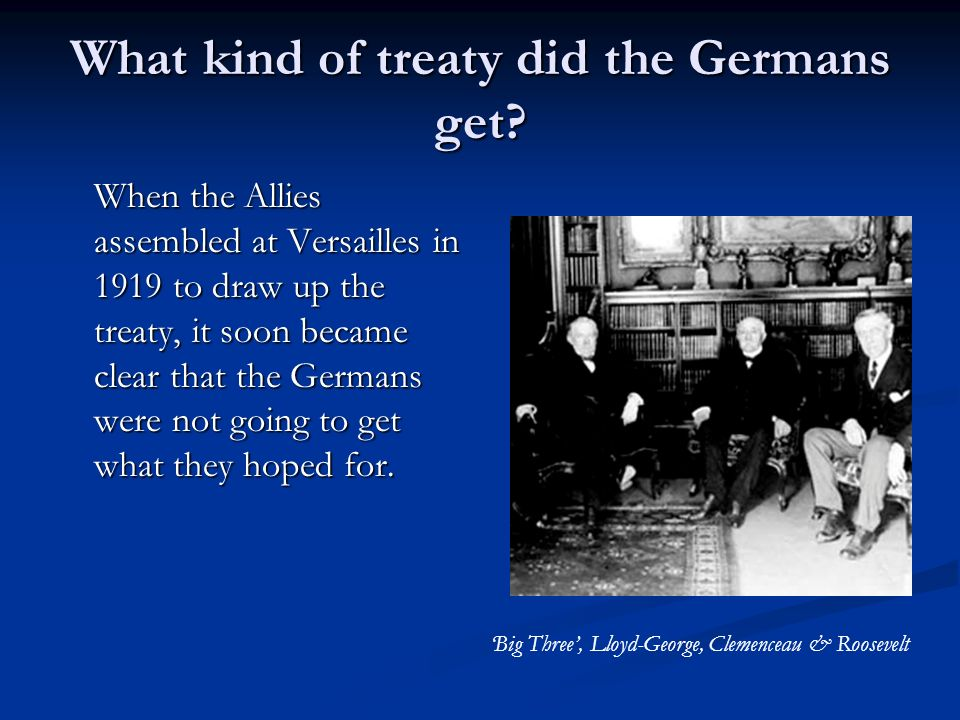 What kind of treaty did the Germans
get?
When the Allies
assembled at Versailles in
1919 to draw up the
treaty, it soon became
clear that the Germans
were not going to get
what they hoped for.
‘Big Three’, Lloyd-George, Clemenceau & Roosevelt